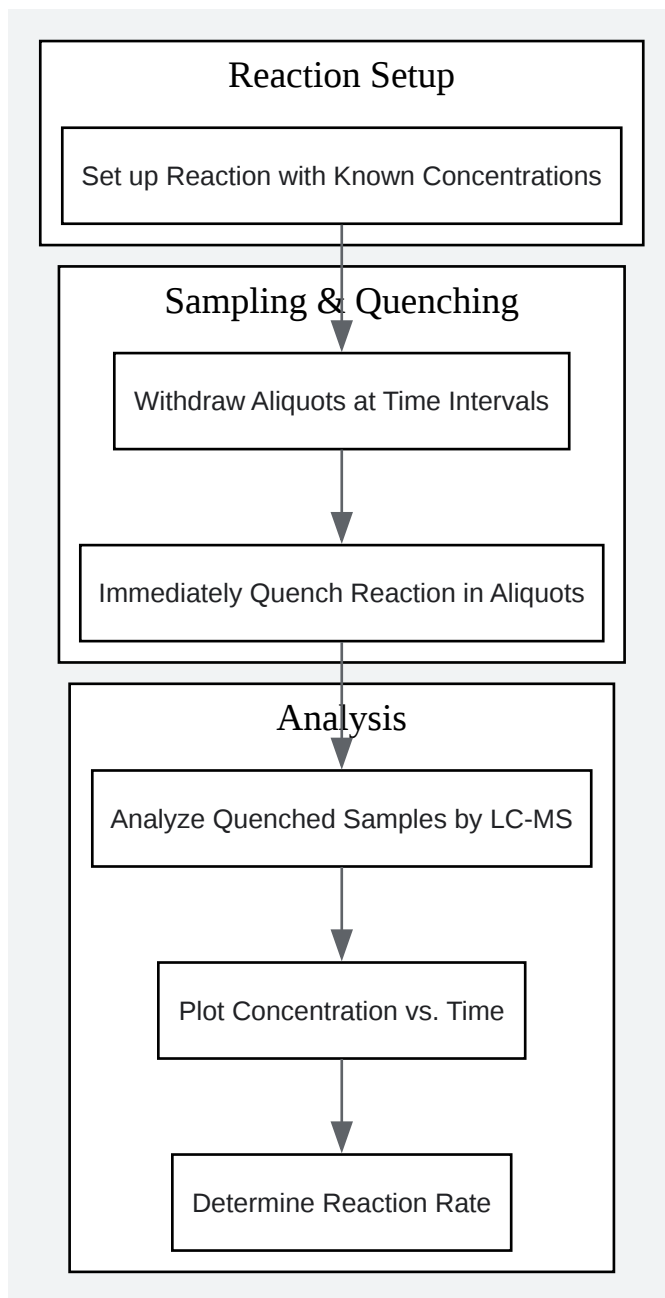 Reaction Setup
Set up Reaction with Known Concentrations
Sampling & Quenching
Withdraw Aliquots at Time Intervals
Immediately Quench Reaction in Aliquots
Analysis
Analyze Quenched Samples by LC-MS
Plot Concentration vs. Time
Determine Reaction Rate